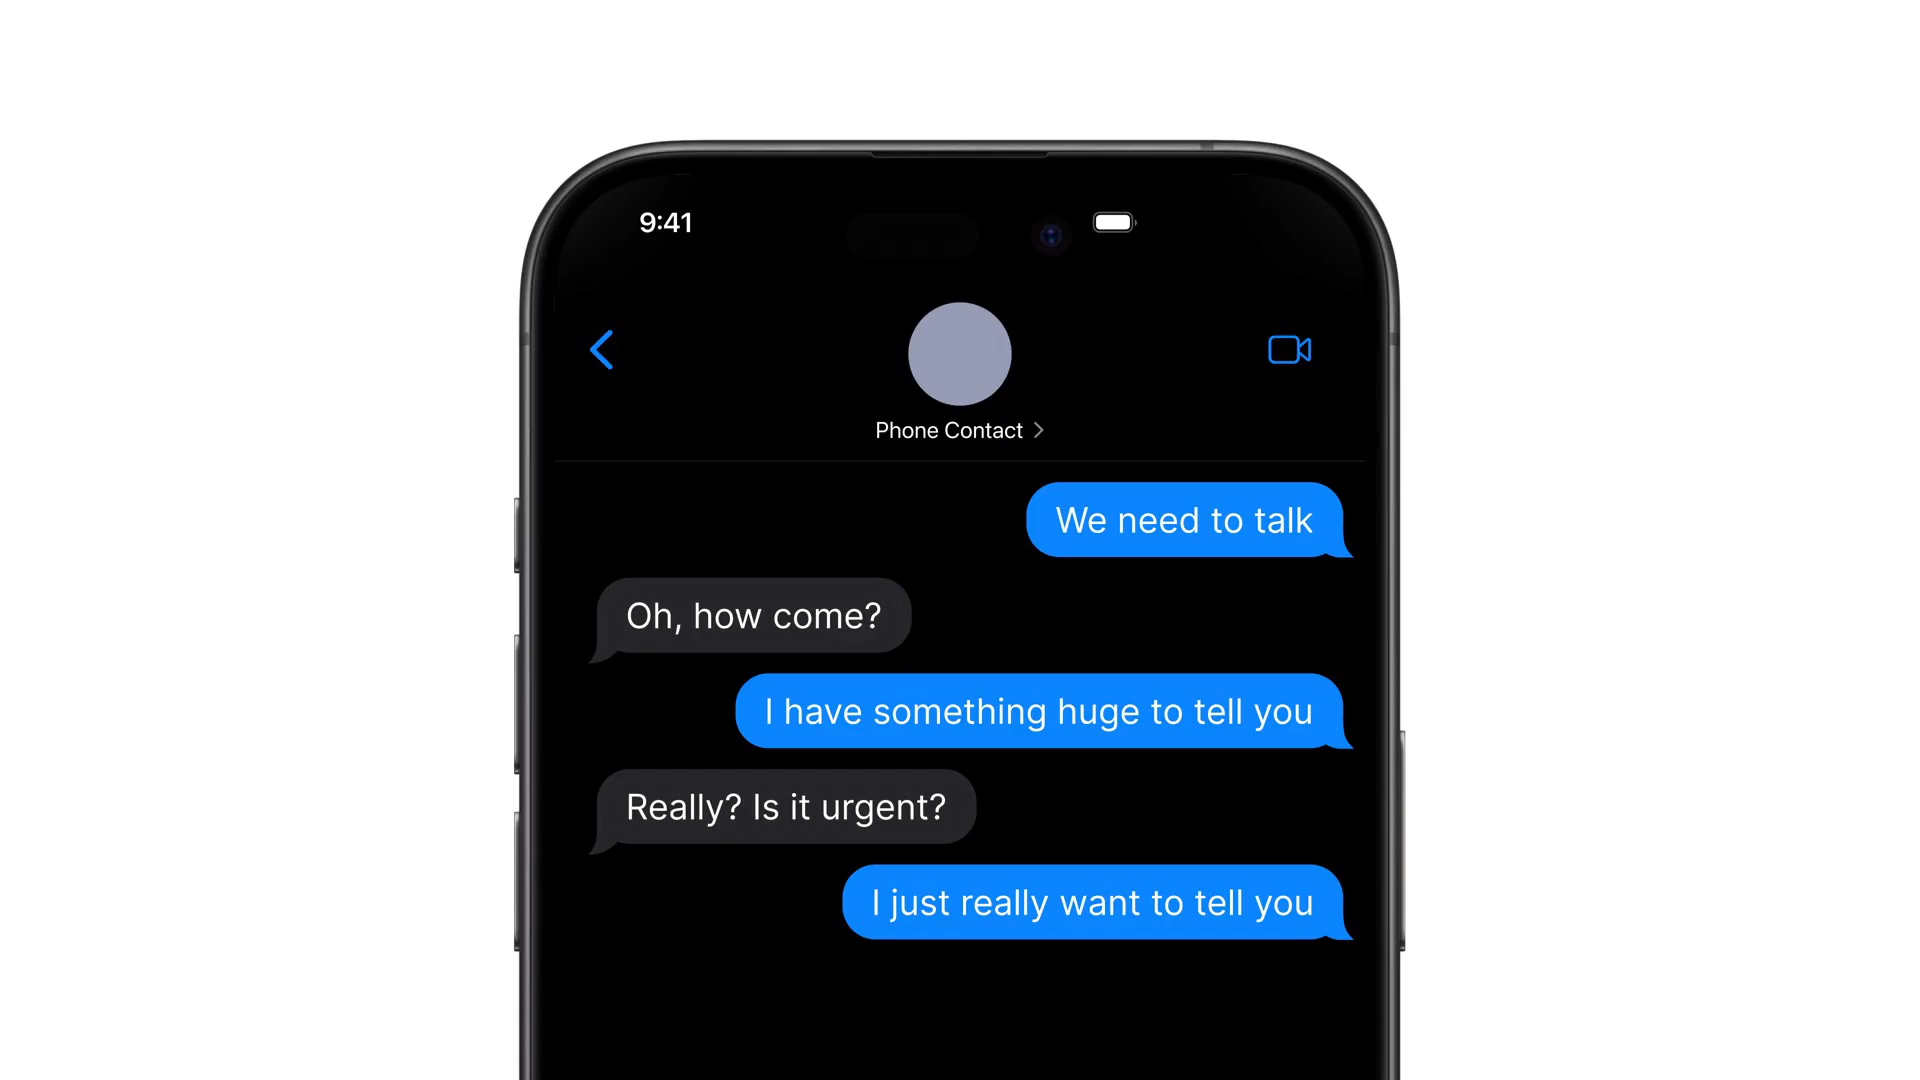 9:41
Phone Contact
We need to talk
Oh, how come?
I have something huge to tell you
Really? Is it urgent?
I just really want to tell you